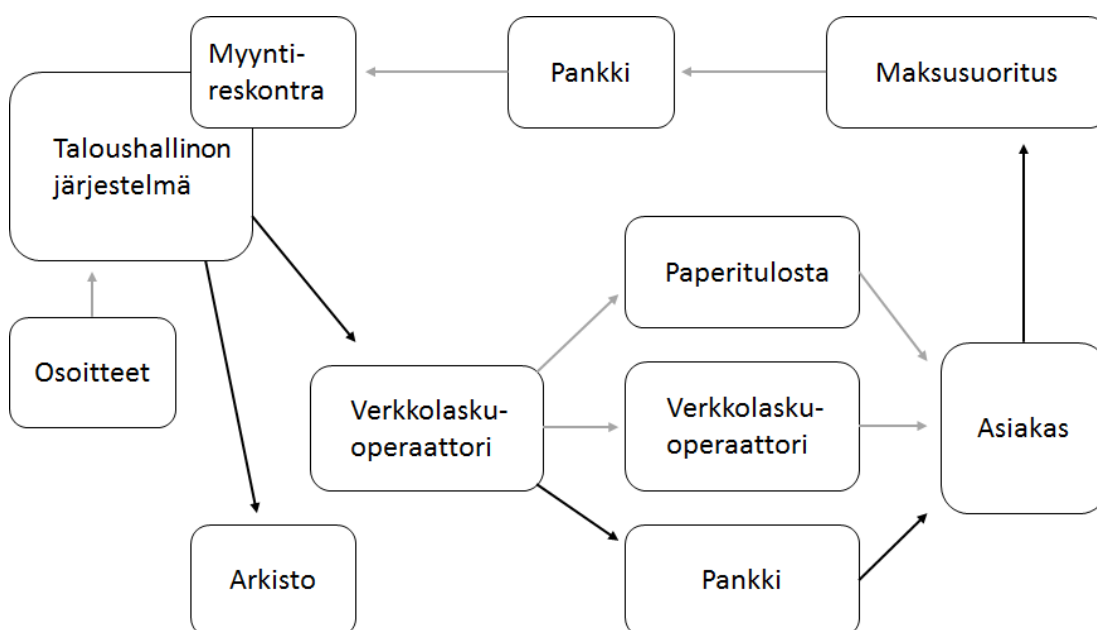 Myynti-
reskontra
Pankki
Maksusuoritus
Taloushallinon
järjestelmä
Paperitulosta
Osoitteet
Verkkolasku-
operaattori
Verkkolasku-
operaattori
Asiakas
Arkisto
Pankki